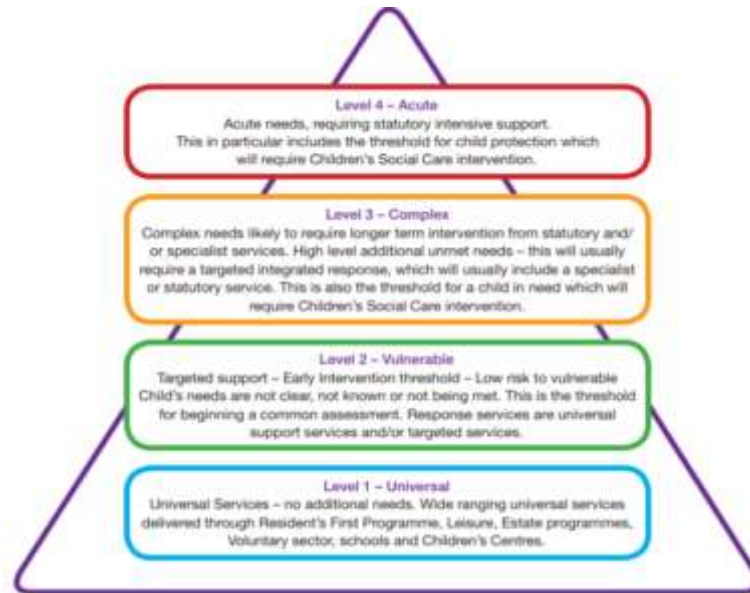 Level 4 – Acute
Acute needs, requiring statutory intensive support.
This in particular includes the threshold for child protection which
will require Children's Social Care intervention.
Level 3 – Complex
Complex needs likely to require longer term intervention from statutory and/
or specialist services. High level additional unmet needs – this will usually
require a targeted integrated response, which will usually include a specialist
or statutory service. This is also the threshold for a child in need which will
require Children's Social Care intervention.
Level 2 – Vulnerable
Targeted support – Early Intervention threshold – Low risk to vulnerable
Child's needs are not clear, not known or not being met. This is the threshold
for beginning a common assessment. Response services are universal
support services and/or targeted services.
Level 1 – Universal
Universal Services – no additional needs. Wide ranging universal services
delivered through Resident's First Programme, Leisure, Estate programmes,
Voluntary sector, schools and Children's Centres.